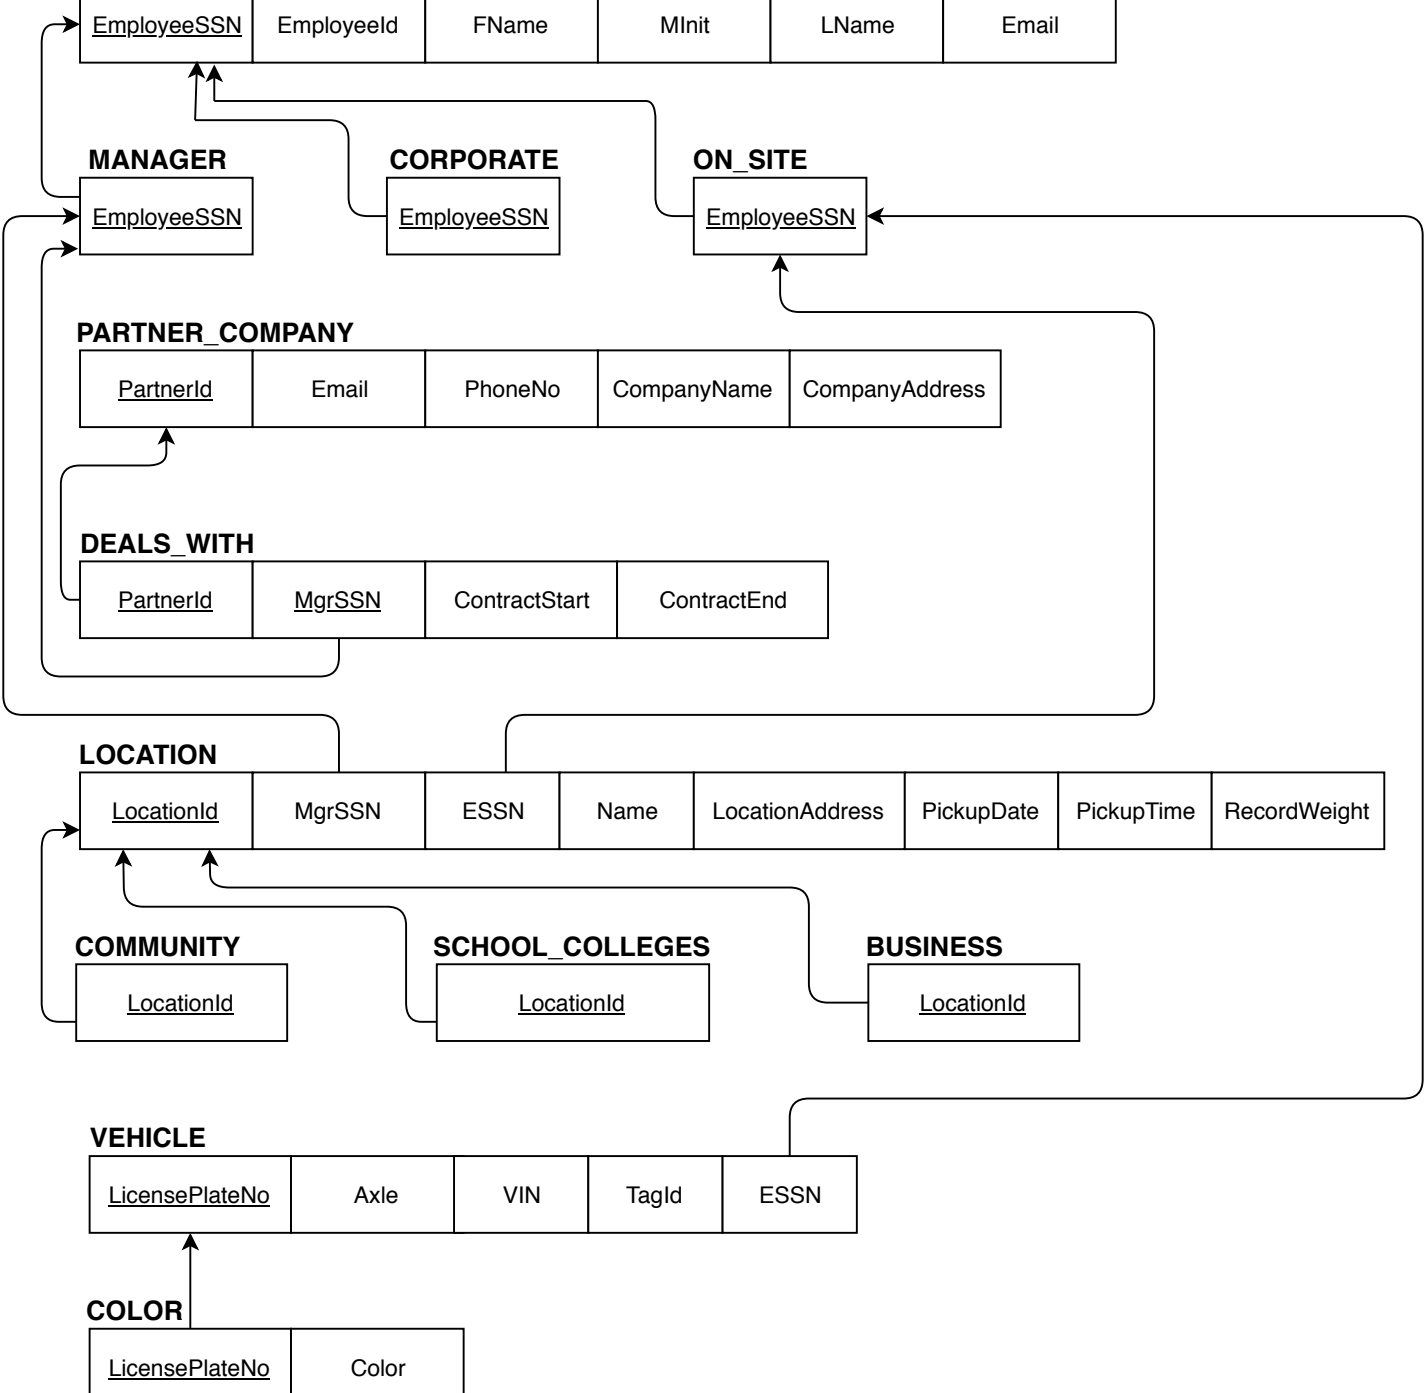 EmployeeSSN EmployeeId FName MInit LName Email
MANAGER CORPORATE ON_SITE
EmployeeSSN EmployeeSSN EmployeeSSN
PARTNER_COMPANY
PartnerId Email PhoneNo CompanyName CompanyAddress
DEALS_WITH
PartnerId MgrSSN ContractStart ContractEnd
LOCATION
LocationId MgrSSN ESSN Name LocationAddress PickupDate PickupTime RecordWeight
COMMUNITY SCHOOL_COLLEGES BUSINESS
LocationId LocationId LocationId
VEHICLE
LicensePlateNo Axle VIN TagId ESSN
COLOR
LicensePlateNo Color